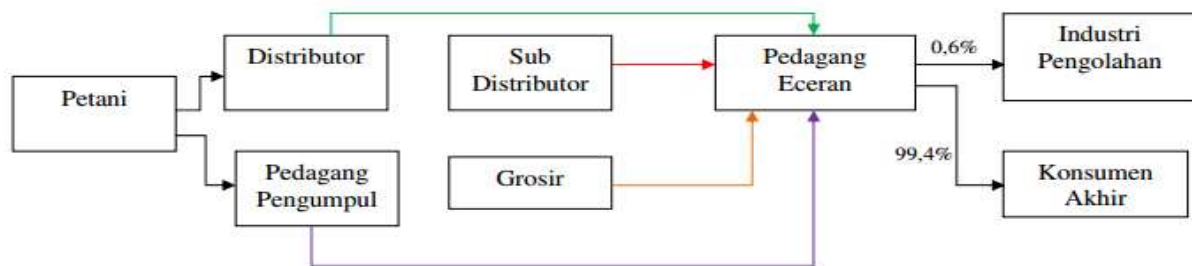 Petani
Distributor
Pedagang
Pengumpul
Sub
Distributor
Grosir
Pedagang
Eceran
0,6%
99,4%
Industri
Pengolahan
Konsumen
Akhir